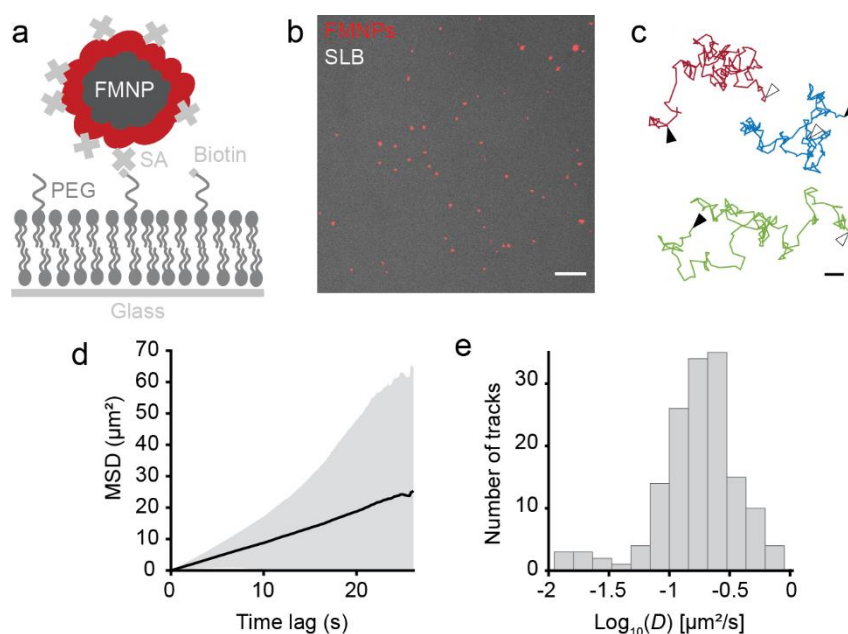 a
FMNP
SA
Biotin
PEG
Glass
b
FMNPs
SLB
c
d
MSD (µm²)
70
60
50
40
30
20
10
0
0
10
20
Time lag (s)
e
Number of tracks
30
20
10
0
-2
-1.5
-1
-0.5
0
Log₁₀(D) [µm²/s]